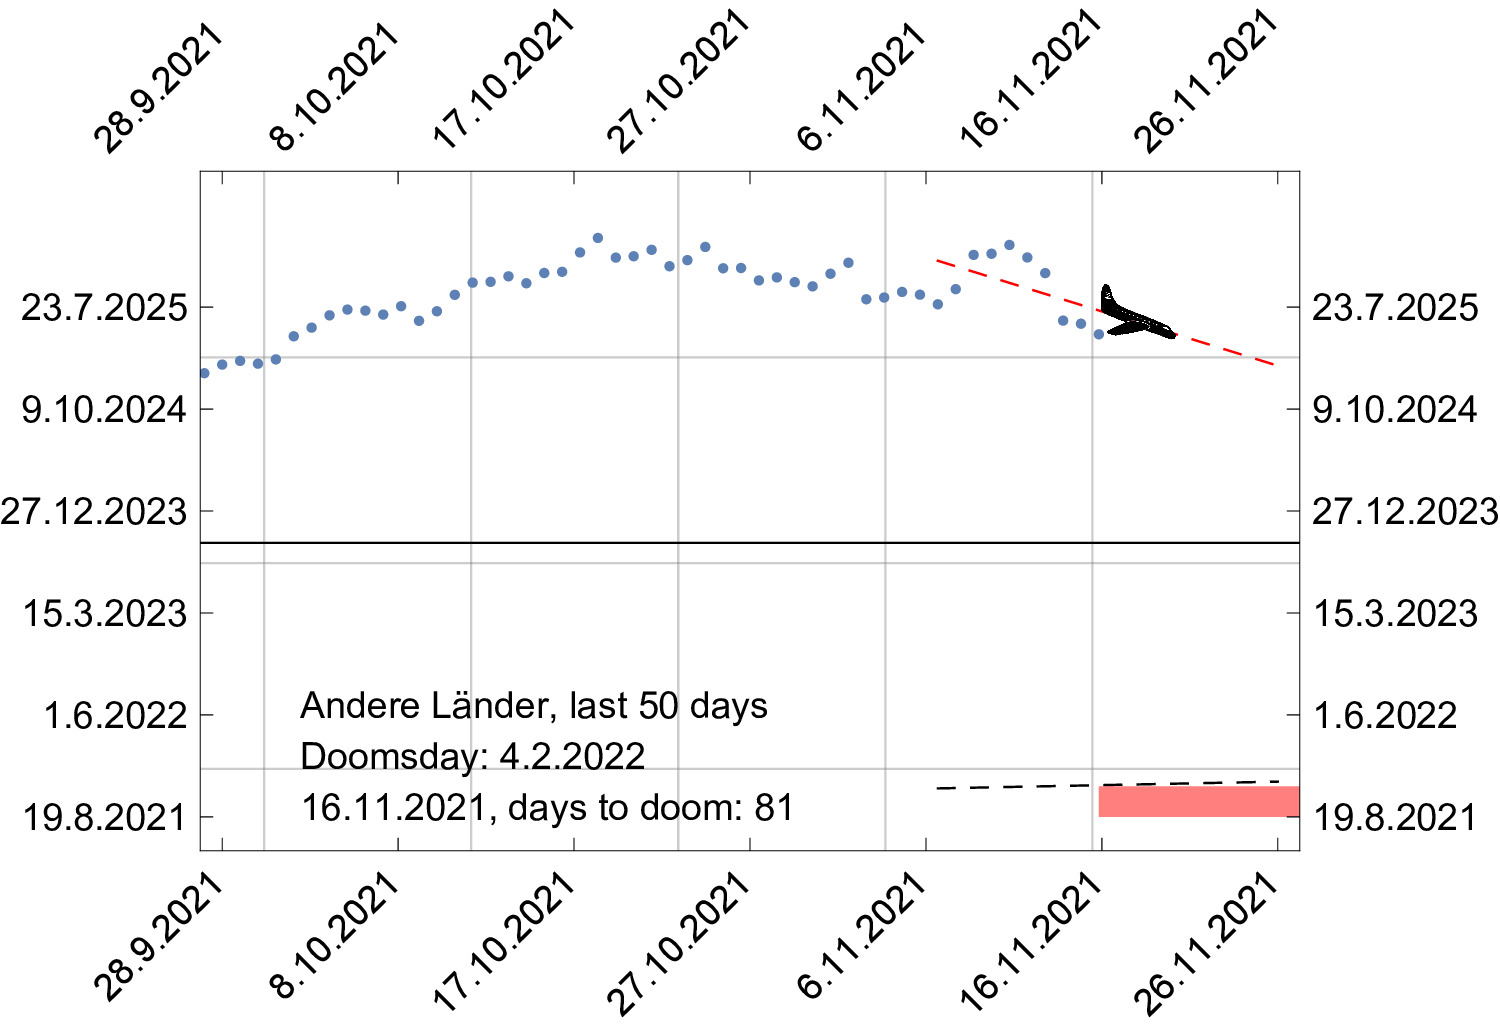 28.9.2021 8.10.2021 17.10.2021 27.10.2021 6.11.2021 16.11.2021 26.11.2021
23.7.2025 23.7.2025
9.10.2024 9.10.2024
27.12.2023 27.12.2023
15.3.2023 15.3.2023
1.6.2022 1.6.2022
19.8.2021 19.8.2021
Andere Länder, last 50 days
Doomsday: 4.2.2022
16.11.2021, days to doom: 81
28.9.2021 8.10.2021 17.10.2021 27.10.2021 6.11.2021 16.11.2021 26.11.2021